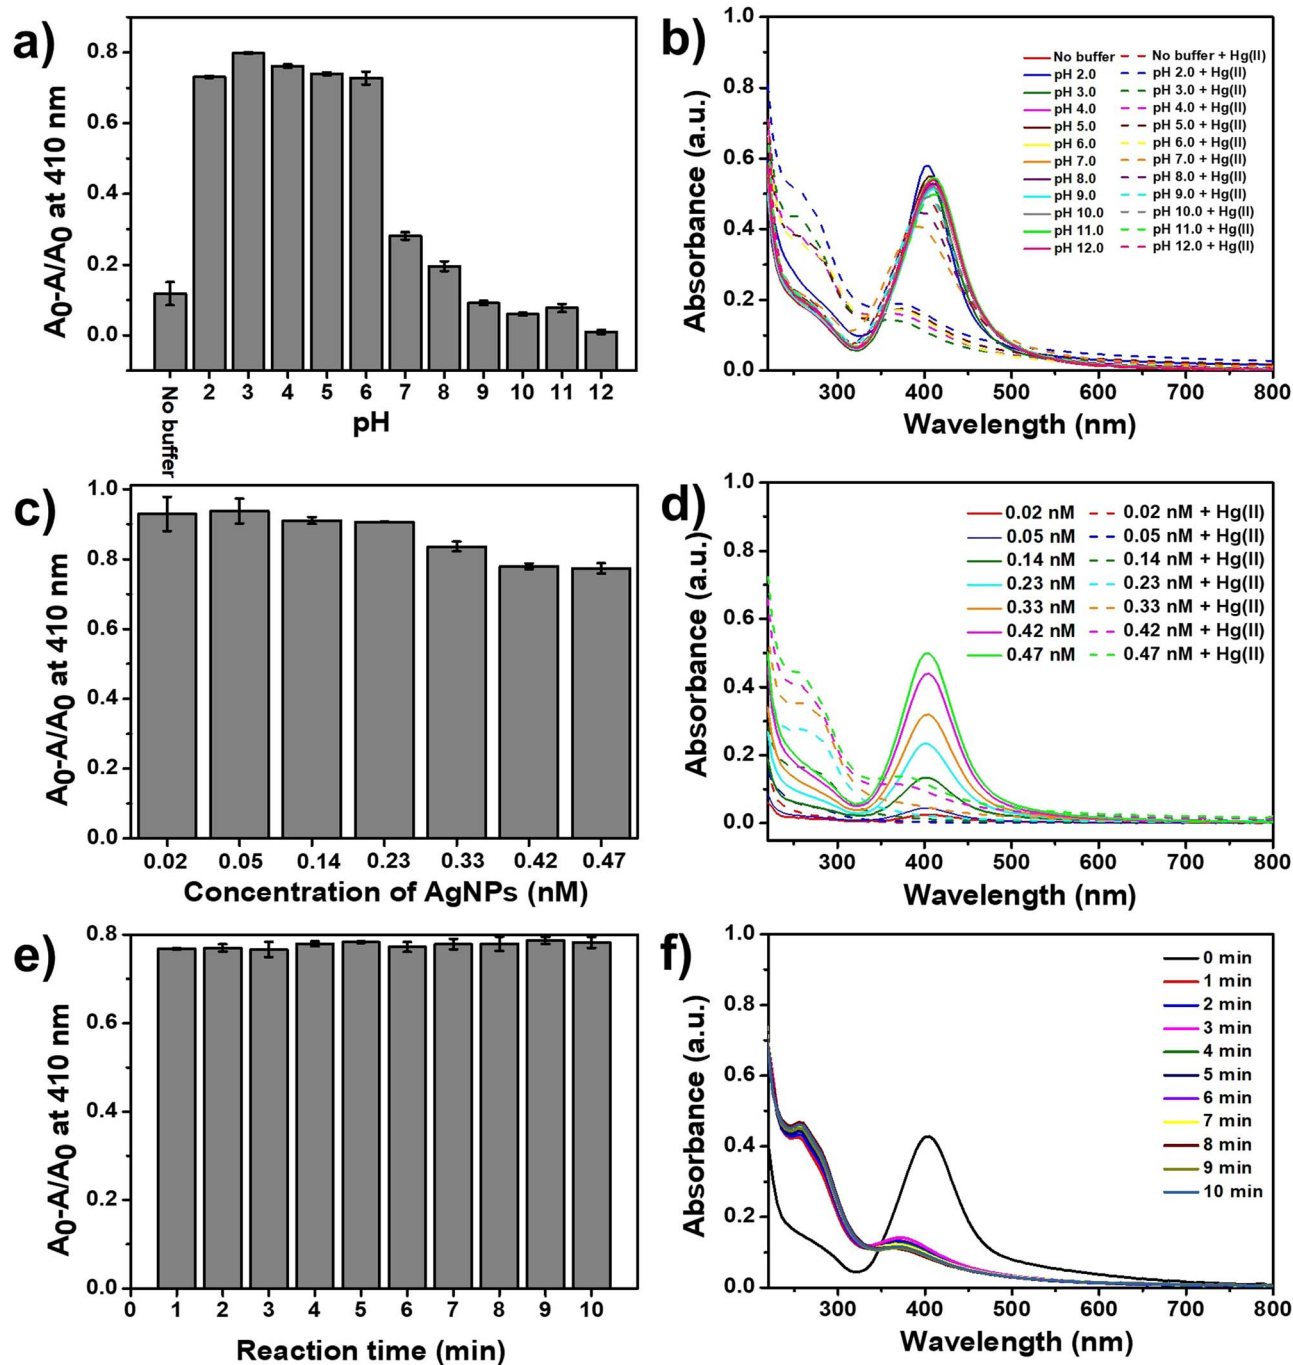 a)
A0-A/A0 at 410 nm
0.8
0.6
0.4
0.2
0.0
No buffer 2 3 4 5 6 7 8 9 10 11 12
pH
b)
Absorbance (a.u.)
1.0
0.8
0.6
0.4
0.2
0.0
300 400 500 600 700 800
Wavelength (nm)
No buffer No buffer + Hg(II)
pH 2.0 pH 2.0 + Hg(II)
pH 3.0 pH 3.0 + Hg(II)
pH 4.0 pH 4.0 + Hg(II)
pH 5.0 pH 5.0 + Hg(II)
pH 6.0 pH 6.0 + Hg(II)
pH 7.0 pH 7.0 + Hg(II)
pH 8.0 pH 8.0 + Hg(II)
pH 9.0 pH 9.0 + Hg(II)
pH 10.0 pH 10.0 + Hg(II)
pH 11.0 pH 11.0 + Hg(II)
pH 12.0 pH 12.0 + Hg(II)
c)
A0-A/A0 at 410 nm
1.0
0.8
0.6
0.4
0.2
0.0
0.02 0.05 0.14 0.23 0.33 0.42 0.47
Concentration of AgNPs (nM)
d)
Absorbance (a.u.)
1.0
0.8
0.6
0.4
0.2
0.0
300 400 500 600 700 800
Wavelength (nm)
0.02 nM 0.02 nM + Hg(II)
0.05 nM 0.05 nM + Hg(II)
0.14 nM 0.14 nM + Hg(II)
0.23 nM 0.23 nM + Hg(II)
0.33 nM 0.33 nM + Hg(II)
0.42 nM 0.42 nM + Hg(II)
0.47 nM 0.47 nM + Hg(II)
e)
A0-A/A0 at 410 nm
0.8
0.6
0.4
0.2
0.0
0 1 2 3 4 5 6 7 8 9 10
Reaction time (min)
f)
Absorbance (a.u.)
1.0
0.8
0.6
0.4
0.2
0.0
300 400 500 600 700 800
Wavelength (nm)
0 min
1 min
2 min
3 min
4 min
5 min
6 min
7 min
8 min
9 min
10 min